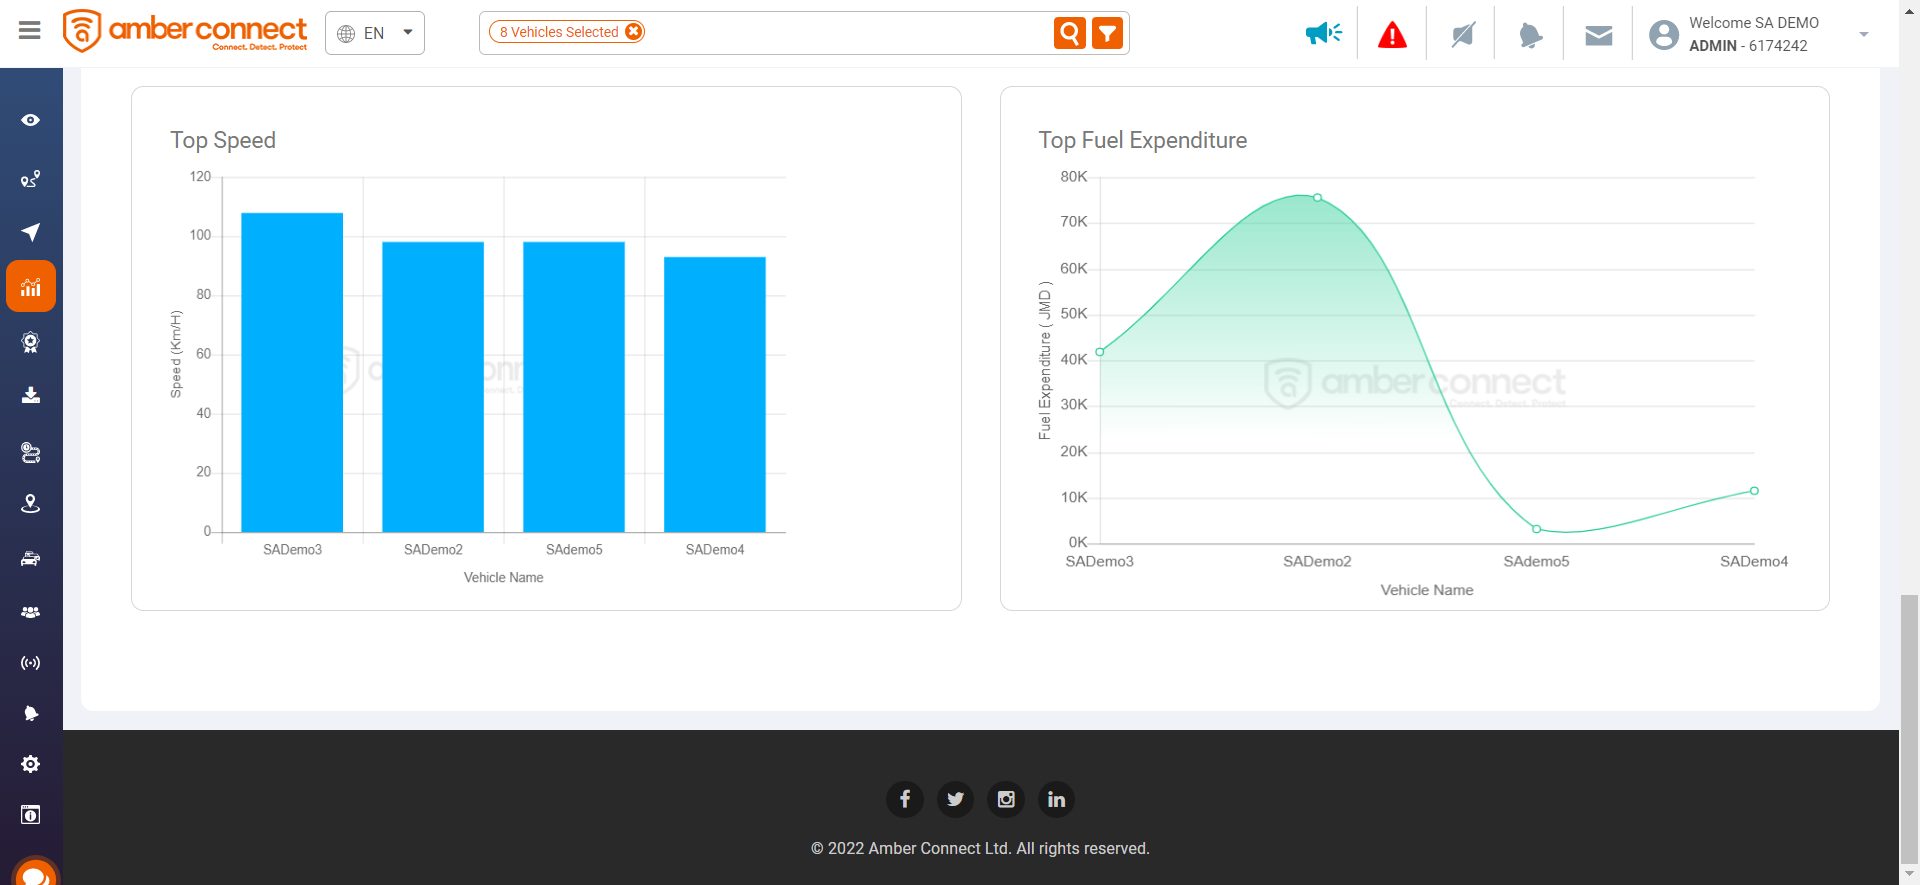 amber connect
Connect. Detect. Protect
EN
8 Vehicles Selected
Welcome SA DEMO
ADMIN - 6174242
Top Speed
120
100
80
60
40
20
0
Speed (Km/H)
SADemo3
SADemo2
SAdemo5
SADemo4
Vehicle Name
Top Fuel Expenditure
80K
70K
60K
50K
40K
30K
20K
10K
0K
Fuel Expenditure ( JMD )
amber connect
Connect. Detect. Protect
SADemo3
SADemo2
SAdemo5
SADemo4
Vehicle Name
© 2022 Amber Connect Ltd. All rights reserved.